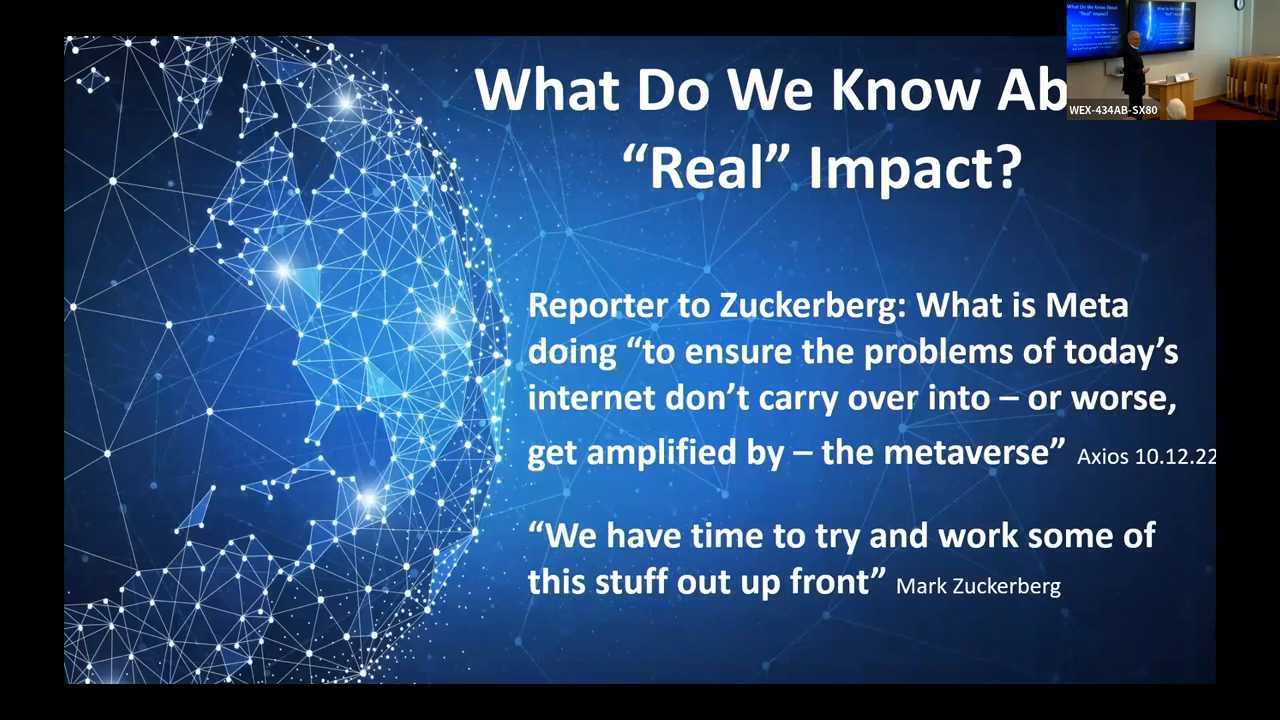 What Do We Know Ab
“Real” Impact?
WEX-434AB-SX80
Reporter to Zuckerberg: What is Meta
doing “to ensure the problems of today’s
internet don’t carry over into – or worse,
get amplified by – the metaverse” Axios 10.12.22
“We have time to try and work some of
this stuff out up front” Mark Zuckerberg